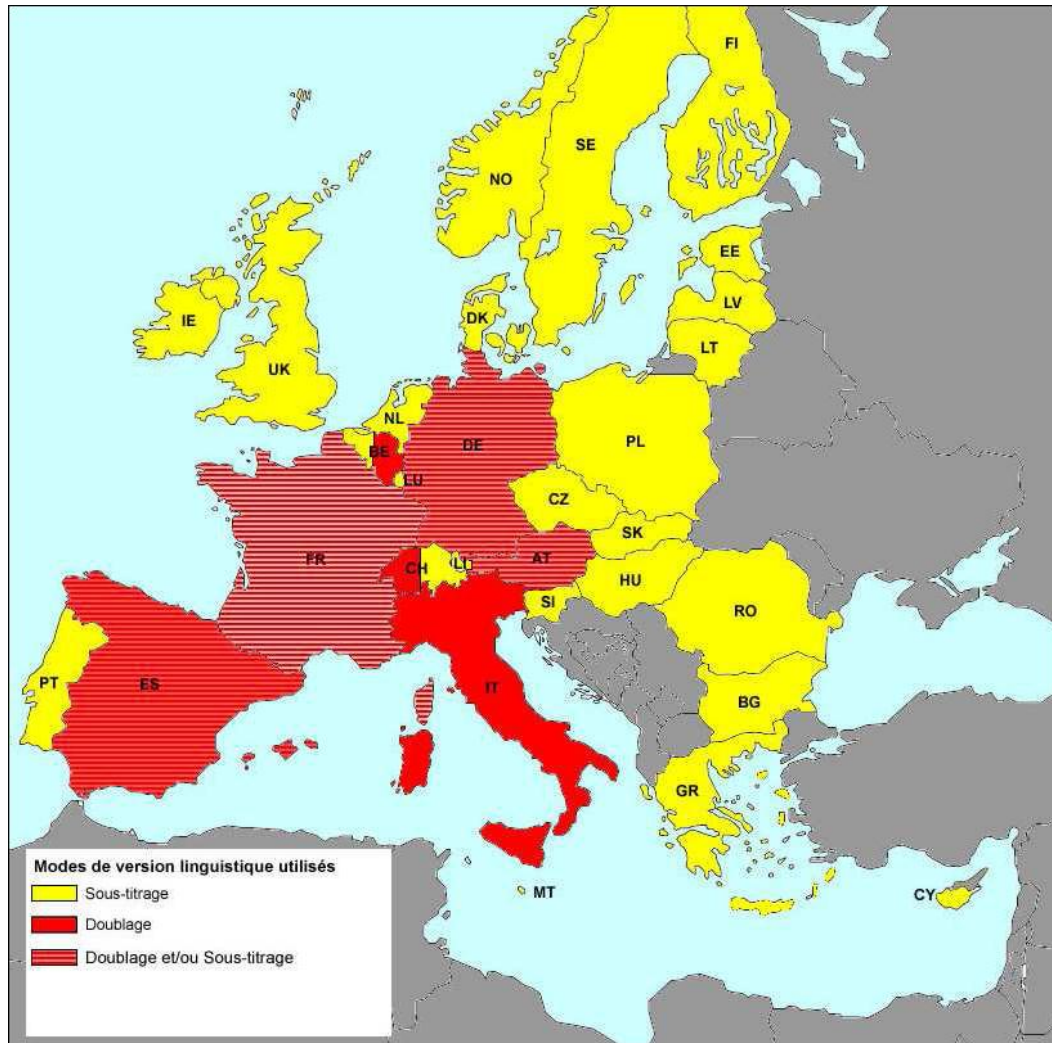 FI
SE
NO
EE
LV
DK
IE
LT
UK
NL
PL
DE
BE
LU
CZ
SK
FR
AT
CH
LI
HU
SI
RO
PT
ES
IT
BG
GR
MT
CY
Modes de version linguistique utilisés
Sous-titrage
Doublage
Doublage et/ou Sous-titrage